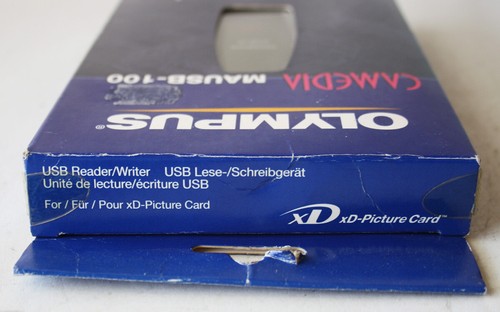 CAMEDIA MAUSB-100
OLYMPUS®
USB Reader/Writer USB Lese-/Schreibgerät
Unité de lecture/écriture USB
For / Für / Pour xD-Picture Card
xD xD-Picture Card™